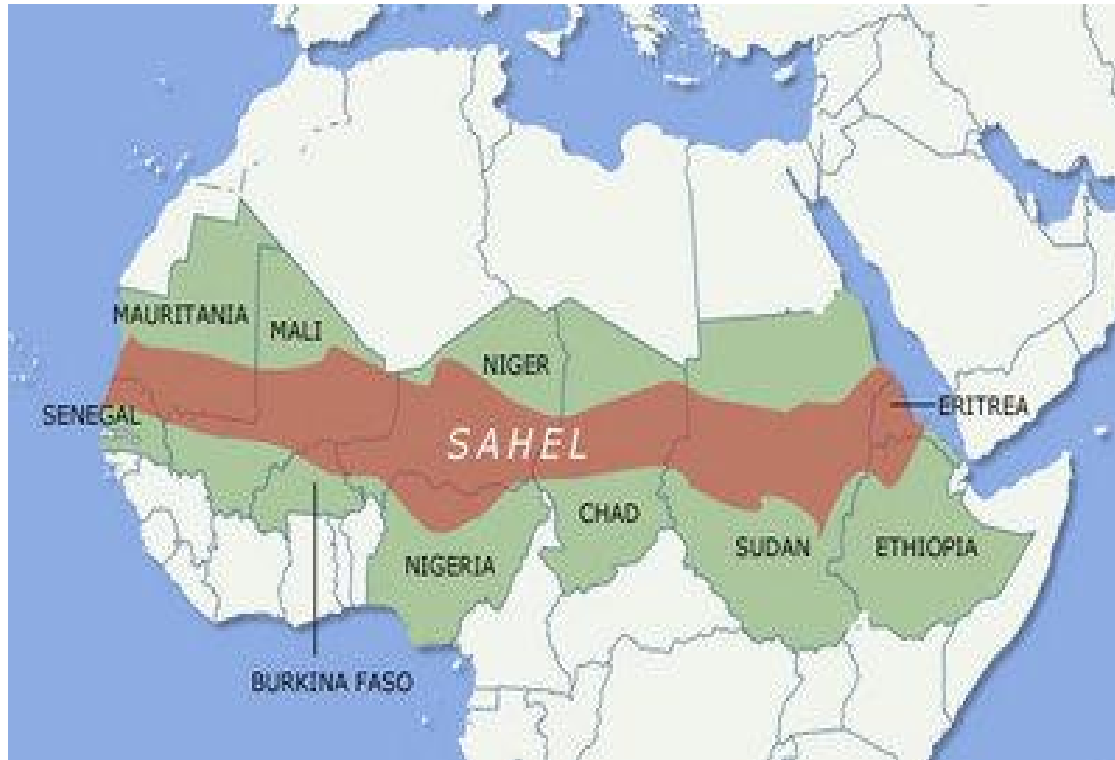 MAURITANIA
MALI
NIGER
SENEGAL
ERITREA
SAHEL
CHAD
SUDAN
ETHIOPIA
NIGERIA
BURKINA FASO